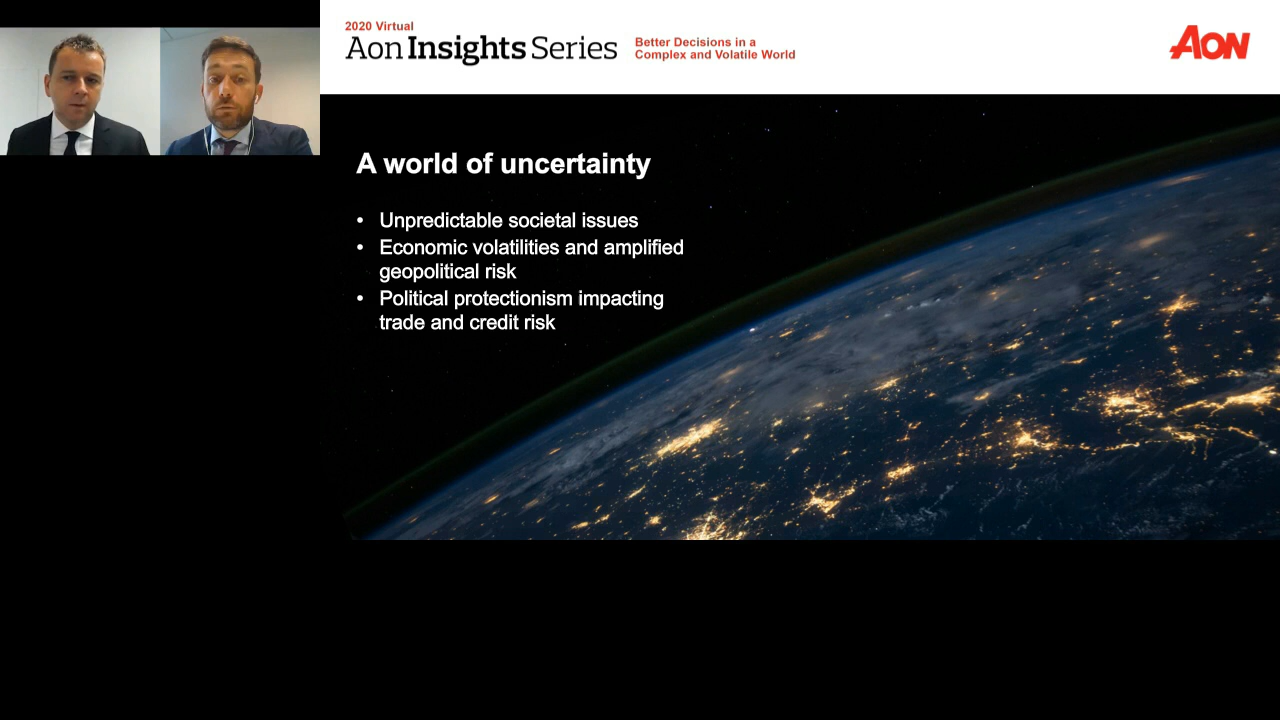 2020 Virtual
Aon Insights Series
Better Decisions in a
Complex and Volatile World
AON
A world of uncertainty
• Unpredictable societal issues
• Economic volatilities and amplified
geopolitical risk
• Political protectionism impacting
trade and credit risk